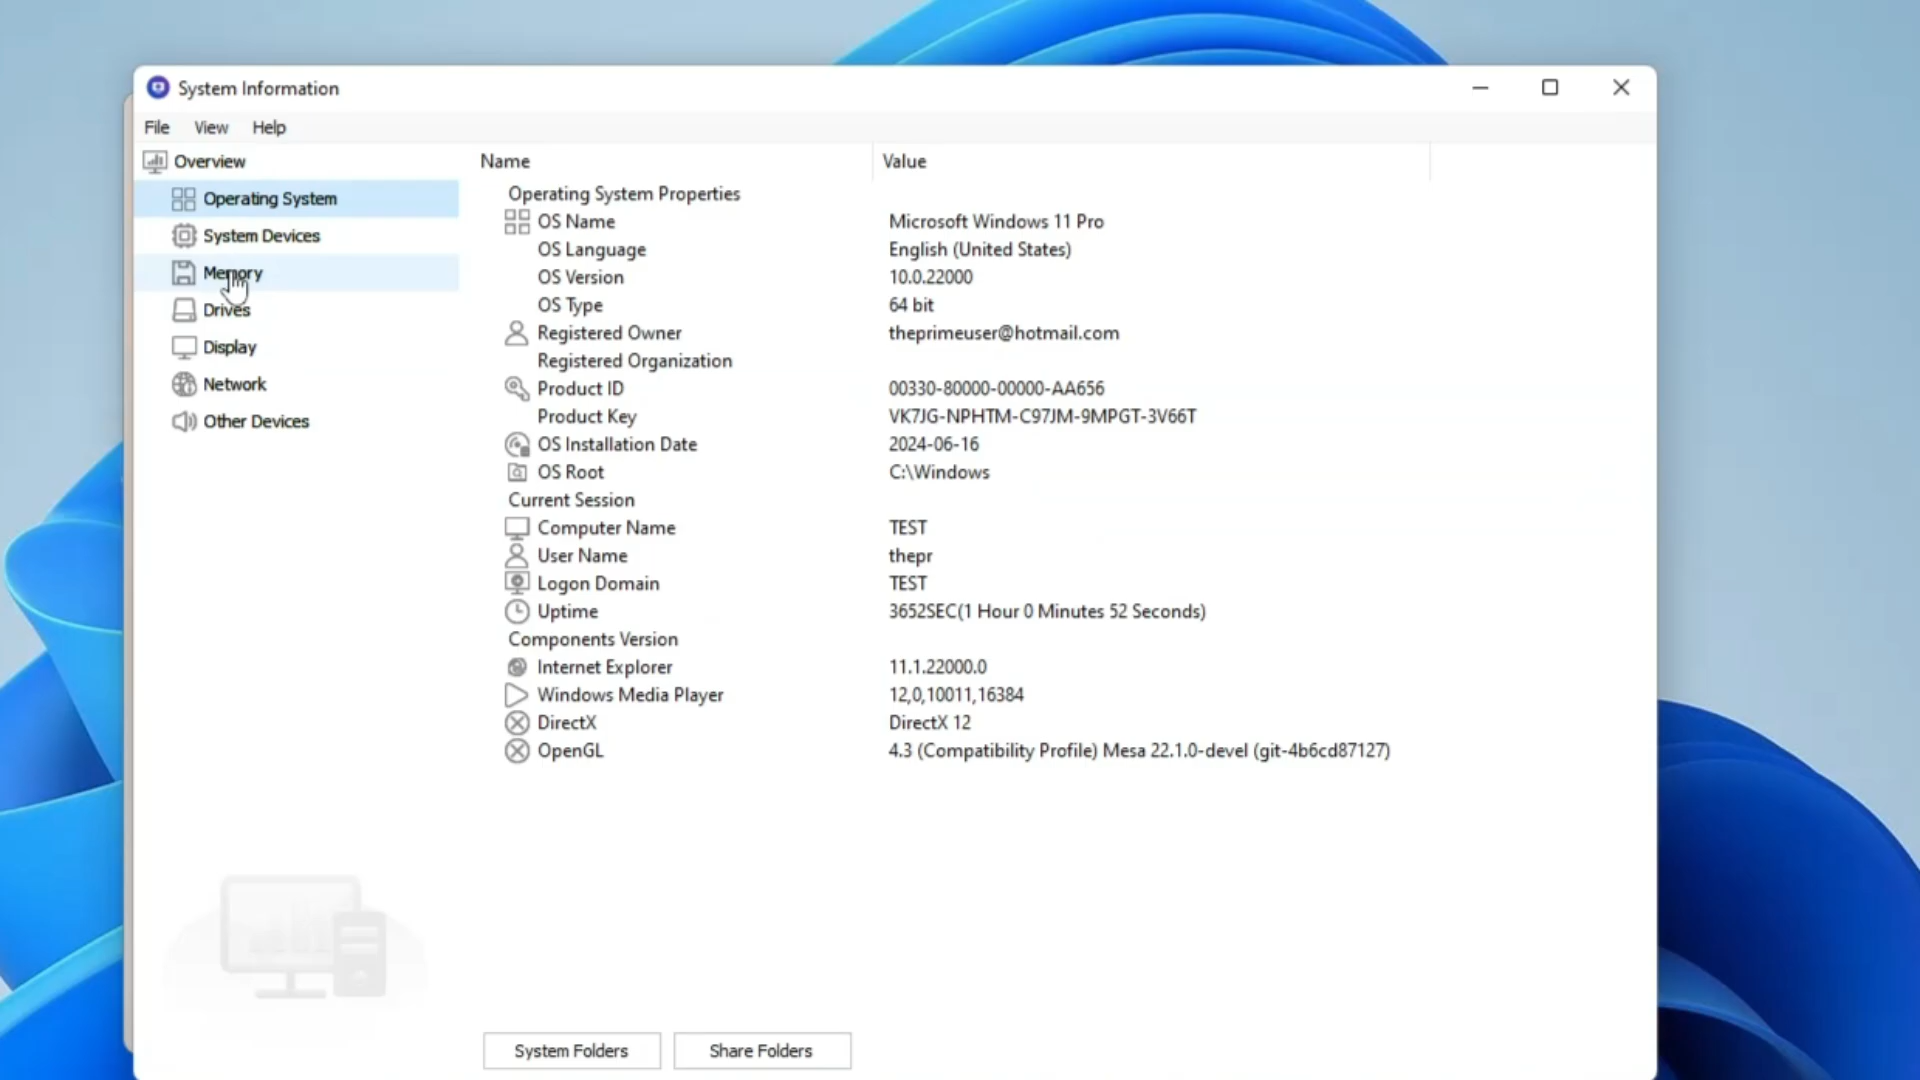 System Information
File View Help
Overview
Operating System
System Devices
Memory
Drives
Display
Network
Other Devices
Name Value
Operating System Properties
OS Name Microsoft Windows 11 Pro
OS Language English (United States)
OS Version 10.0.22000
OS Type 64 bit
Registered Owner theprimeuser@hotmail.com
Registered Organization
Product ID 00330-80000-00000-AA656
Product Key VK7JG-NPHTM-C97JM-9MPGT-3V66T
OS Installation Date 2024-06-16
OS Root C:\Windows
Current Session
Computer Name TEST
User Name thepr
Logon Domain TEST
Uptime 3652SEC(1 Hour 0 Minutes 52 Seconds)
Components Version
Internet Explorer 11.1.22000.0
Windows Media Player 12,0,10011,16384
DirectX DirectX 12
OpenGL 4.3 (Compatibility Profile) Mesa 22.1.0-devel (git-4b6cd87127)
System Folders Share Folders